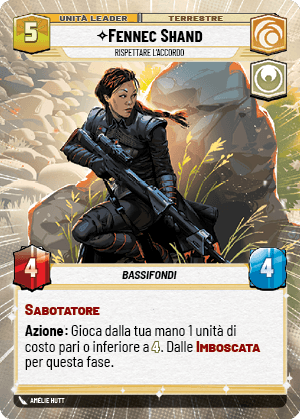 UNITÀ LEADER
TERRESTRE
5
FENNEC SHAND
RISPETTARE L'ACCORDO
4
BASSIFONDI
4
SABOTATORE
Azione: Gioca dalla tua mano 1 unità di
costo pari o inferiore a 4. Dalle IMBOSCATA
per questa fase.
AMÉLIE HUTT